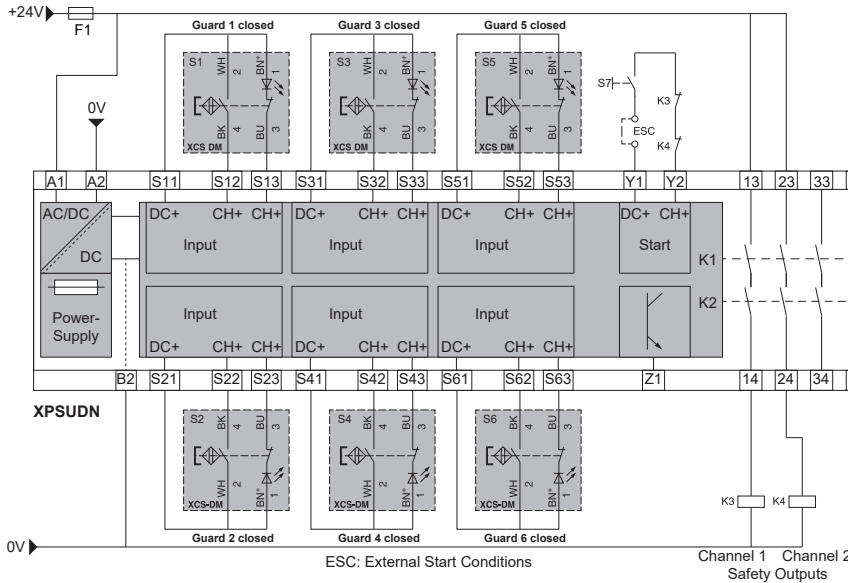 +24V
F1
Guard 1 closed
Guard 3 closed
Guard 5 closed
0V
S1 WH 2 BN+ 1
BK 4 BU 3
XCS DM
S3 WH 2 BN+ 1
BK 4 BU 3
XCS DM
S5 WH 2 BN+ 1
BK 4 BU 3
XCS DM
S7
K3
ESC
K4
A1 A2 S11 S12 S13 S31 S32 S33 S51 S52 S53 Y1 Y2 13 23 33
AC/DC
DC
DC+ CH+ CH+ DC+ CH+ CH+ DC+ CH+ CH+ DC+ CH+
Input Input Input Start
K1
K2
Power-
Supply
Input Input Input
DC+ CH+ CH+ DC+ CH+ CH+ DC+ CH+ CH+
B2 S21 S22 S23 S41 S42 S43 S61 S62 S63 Z1 14 24 34
XPSUDN
S2 BK 4 BU 3
WH 2 BN+ 1
XCS-DM
S4 BK 4 BU 3
WH 2 BN+ 1
XCS-DM
S6 BK 4 BU 3
WH 2 BN+ 1
XCS-DM
K3 K4
Guard 2 closed
Guard 4 closed
Guard 6 closed
0V
ESC: External Start Conditions
Channel 1 Channel 2
Safety Outputs